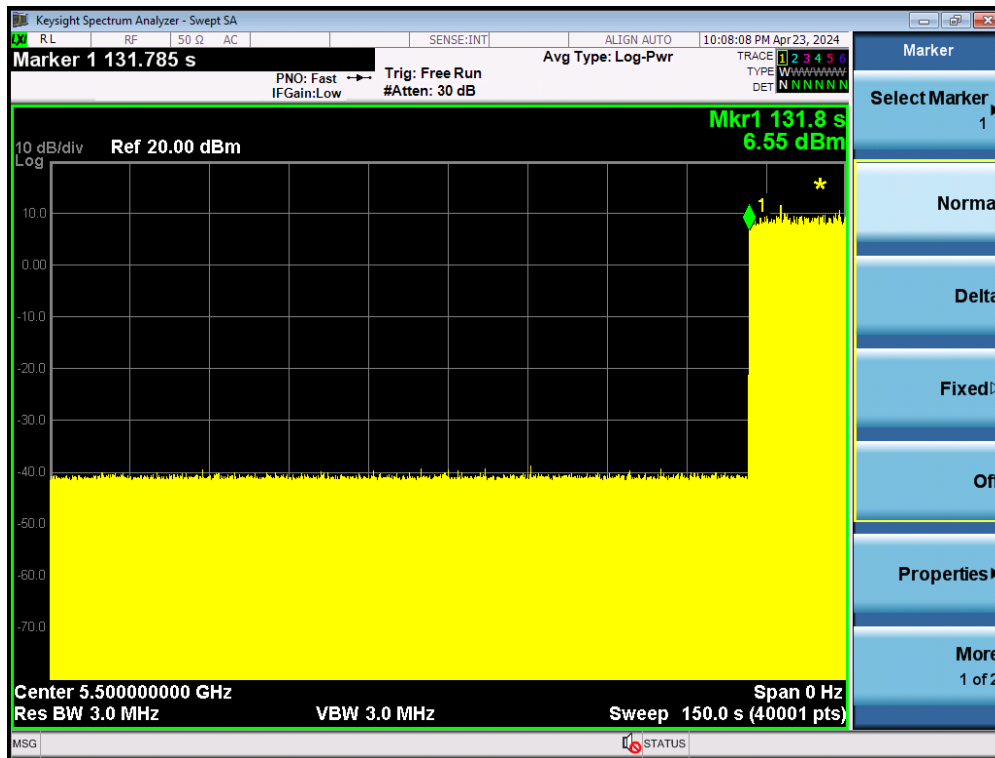 Keysight Spectrum Analyzer - Swept SA
LXI RL RF 50 Ω AC SENSE:INT ALIGN AUTO 10:08:08 PM Apr 23, 2024
Marker 1 131.785 s
PNO: Fast
IFGain:Low
Trig: Free Run
#Atten: 30 dB
Avg Type: Log-Pwr
TRACE 1 2 3 4 5 6
TYPE WWWWWWW
DET N N N N N N
Mkr1 131.8 s
6.55 dBm
10 dB/div Ref 20.00 dBm
Log
1
*
10.0
0.00
-10.0
-20.0
-30.0
-40.0
-50.0
-60.0
-70.0
Center 5.500000000 GHz Span 0 Hz
Res BW 3.0 MHz VBW 3.0 MHz Sweep 150.0 s (40001 pts)
MSG STATUS
Marker
Select Marker
1
Norma
Delta
Fixed
Off
Properties
More
1 of 2